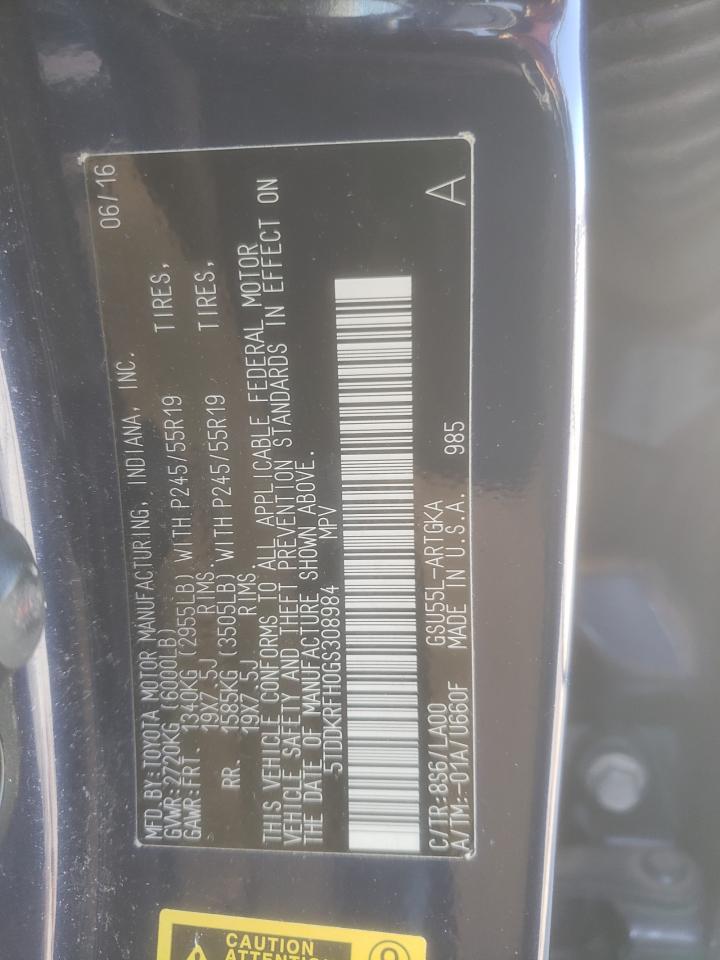 MFD BY:TOYOTA MOTOR MANUFACTURING, INDIANA, INC. 06/16
GVWR:2720KG (6000LB)
GAWR:FRT. 1340KG (2955LB) WITH P245/55R19 TIRES,
19X7.5J RIMS
RR. 1585KG (3505LB) WITH P245/55R19 TIRES,
19X7.5J RIMS
THIS VEHICLE CONFORMS TO ALL APPLICABLE FEDERAL MOTOR
VEHICLE SAFETY AND THEFT PREVENTION STANDARDS IN EFFECT ON
THE DATE OF MANUFACTURE SHOWN ABOVE.
5TDDKRFH0GS308984 MPV
C/TR:8S6/LA00 GSU55L-ARTGKA A
A/TM:-01A/U660F MADE IN U.S.A. 985
CAUTION
ATTENTION